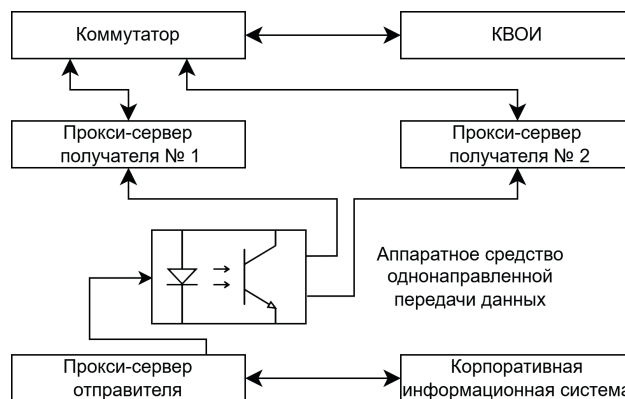 Коммутатор
КВОИ
Прокси-сервер
получателя № 1
Прокси-сервер
получателя № 2
Аппаратное средство
однонаправленной
передачи данных
Прокси-сервер
отправителя
Корпоративная
информационная система